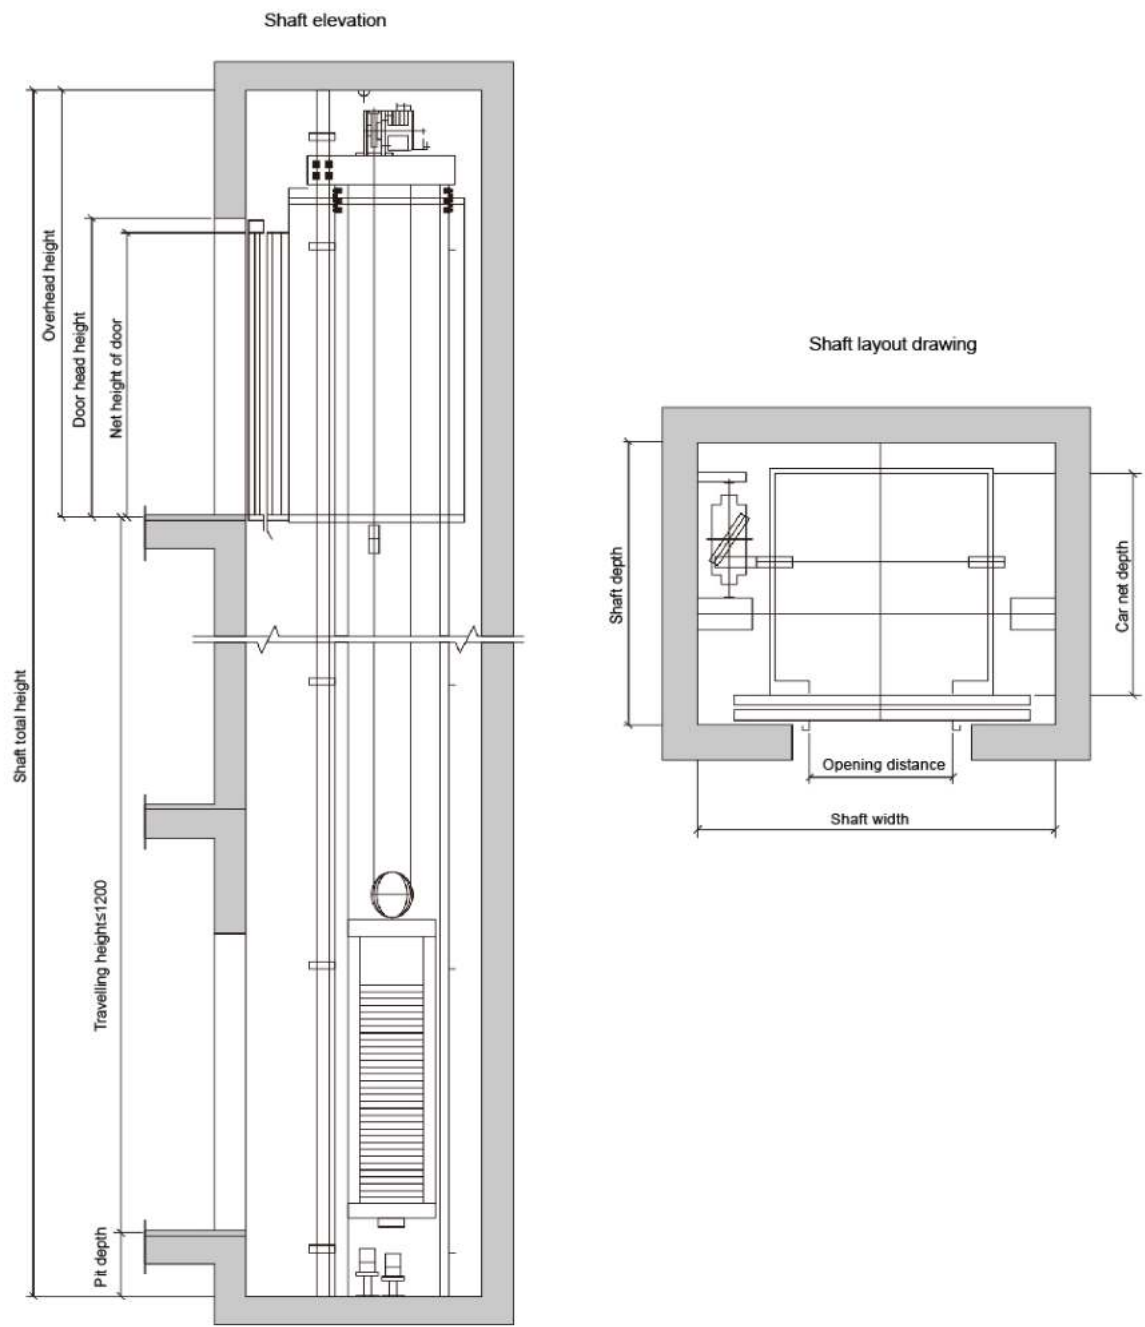 Shaft elevation
Overhead height
Door head height
Net height of door
Shaft total height
Travelling height≤1200
Pit depth
Shaft layout drawing
Shaft depth
Car net depth
Opening distance
Shaft width